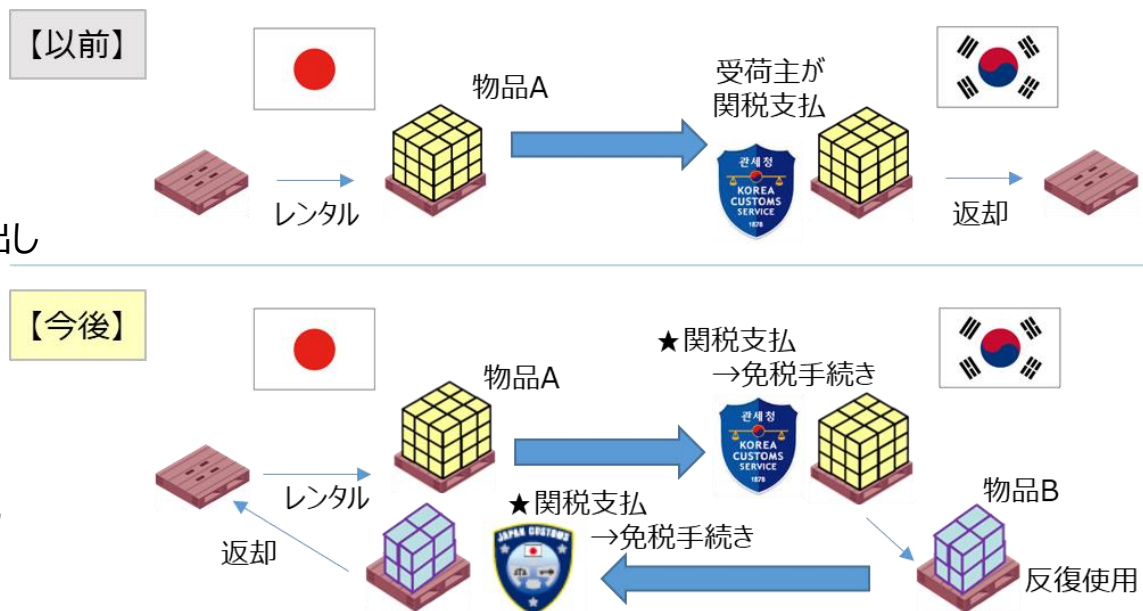 【以前】
物品A
受荷主が
関税支払
관세청
KOREA
CUSTOMS
SERVICE
1878
レンタル
返却
出し
【今後】
物品A
★関税支払
→免税手続き
관세청
KOREA
CUSTOMS
SERVICE
1878
レンタル
物品B
★関税支払
→免税手続き
JAPAN CUSTOMS
返却
反復使用